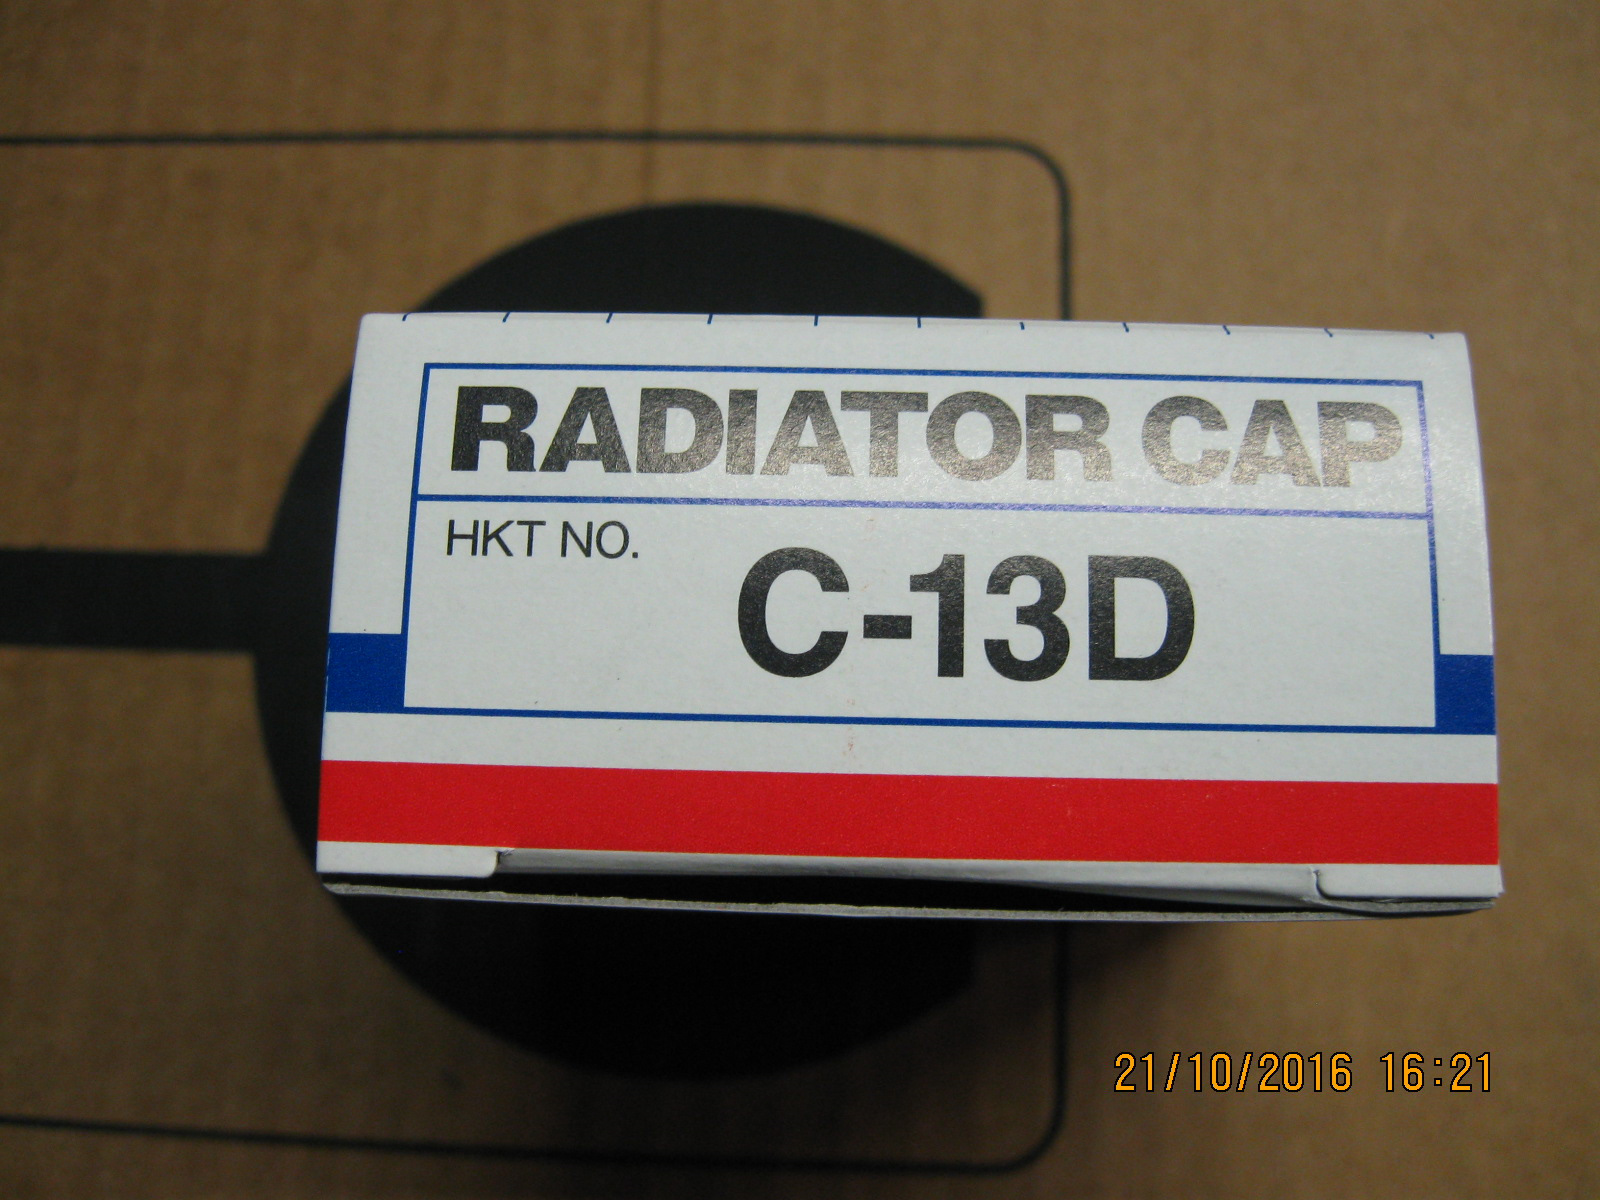 RADIATOR CAP
HKT NO.
C-13D
21/10/2016 16:21